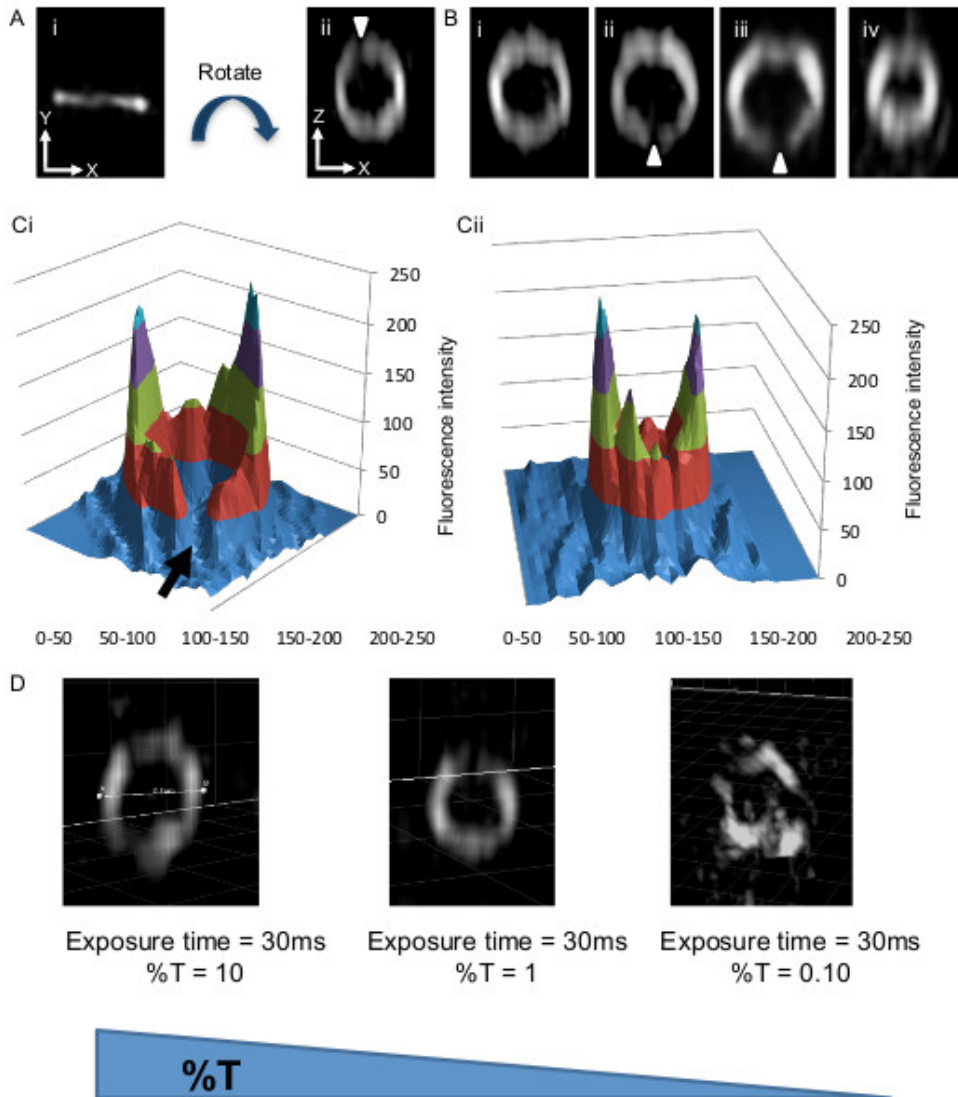 A
i
Y
X
Rotate
ii
Z
X
B
i
ii
iii
iv
Ci
250
200
150
100
50
0
Fluorescence intensity
0-50 50-100 100-150 150-200 200-250
Cii
250
200
150
100
50
0
Fluorescence intensity
0-50 50-100 100-150 150-200 200-250
D
Exposure time = 30ms
%T = 10
Exposure time = 30ms
%T = 1
Exposure time = 30ms
%T = 0.10
%T